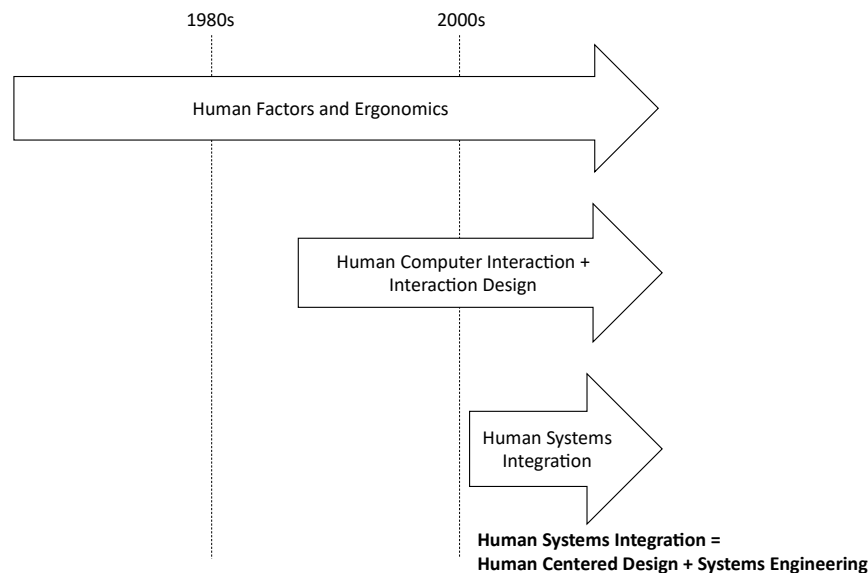 1980s
2000s
Human Factors and Ergonomics
Human Computer Interaction +
Interaction Design
Human Systems
Integration
Human Systems Integration =
Human Centered Design + Systems Engineering